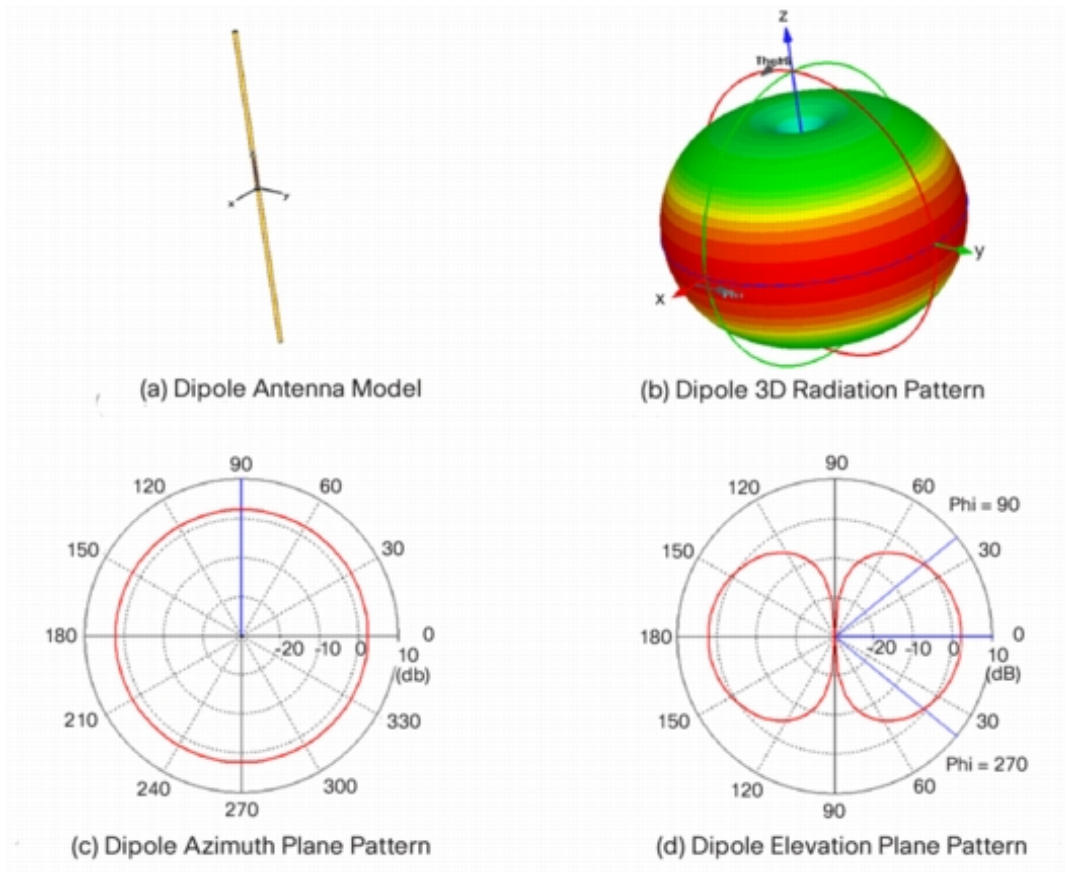 z
Theta
y
x
Phi
x
y
(a) Dipole Antenna Model
(b) Dipole 3D Radiation Pattern
90
120
60
150
30
180
-20
-10
0
10
0
(db)
210
330
240
300
270
(c) Dipole Azimuth Plane Pattern
90
120
60
Phi = 90
150
30
180
-20
-10
0
10
0
(dB)
150
30
120
60
Phi = 270
90
(d) Dipole Elevation Plane Pattern